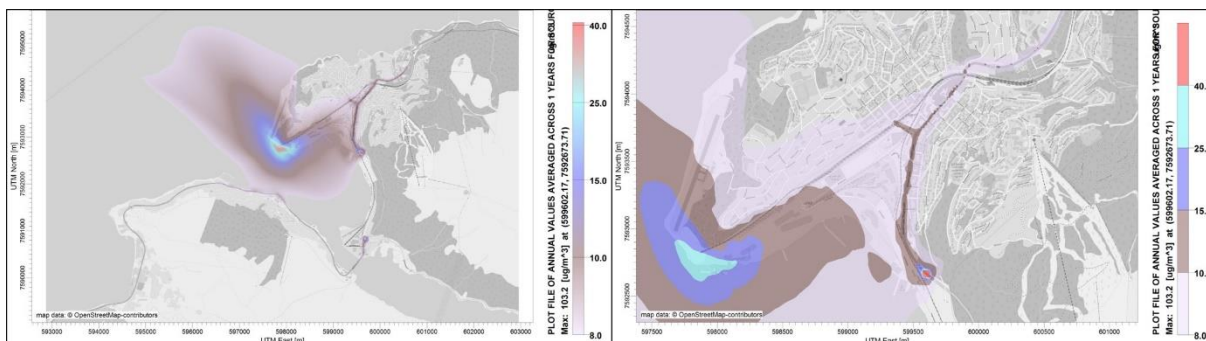 PLOT FILE OF ANNUAL VALUES AVERAGED ACROSS 1 YEARS FOR SOUR
Max: 103.2 [ug/m^3] at (599602.17, 7592673.71)
40.0
25.0
15.0
10.0
8.0
UTM North [m]
7595000
7594000
7593000
7592000
7591000
7590000
map data: © OpenStreetMap-contributors
593000 594000 595000 596000 597000 598000 599000 600000 601000 602000 603000
UTM East [m]
PLOT FILE OF ANNUAL VALUES AVERAGED ACROSS 1 YEARS FOR SOU
Max: 103.2 [ug/m^3] at (599602.17, 7592673.71)
40.
25.
15.
10.
8.0
UTM North [m]
7594500
7594000
7593500
7593000
7592500
map data: © OpenStreetMap-contributors
597500 598000 598500 599000 599500 600000 600500 601000
UTM East [m]